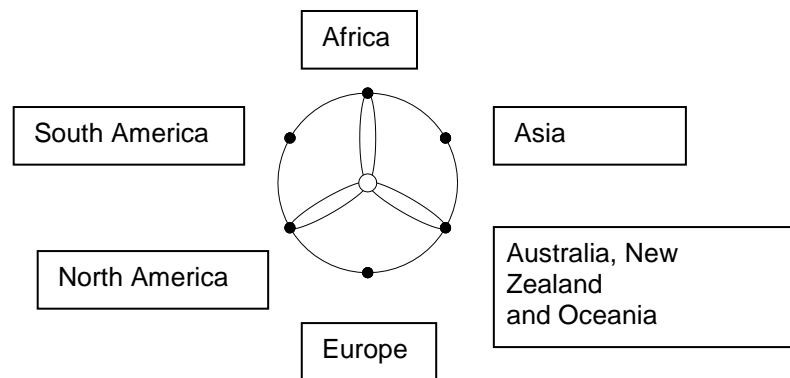 Africa
South America
Asia
North America
Australia, New
Zealand
and Oceania
Europe